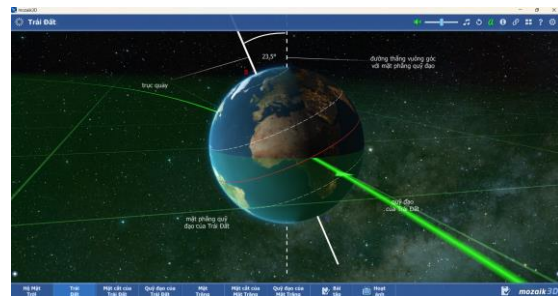 mozaik3D
Trái Đất
23,5°
đường thẳng vuông góc
với mặt phẳng quỹ đạo
trục quay
mặt phẳng quỹ
đạo của Trái Đất
quỹ đạo
của Trái Đất
Hệ Mặt
Trời
Trái
Đất
Mặt cắt của
Trái Đất
Quỹ đạo của
Trái Đất
Mặt
Trăng
Mặt cắt của
Mặt Trăng
Quỹ đạo của
Mặt Trăng
Bài
tập
Hoạt
ảnh
mozaik3D